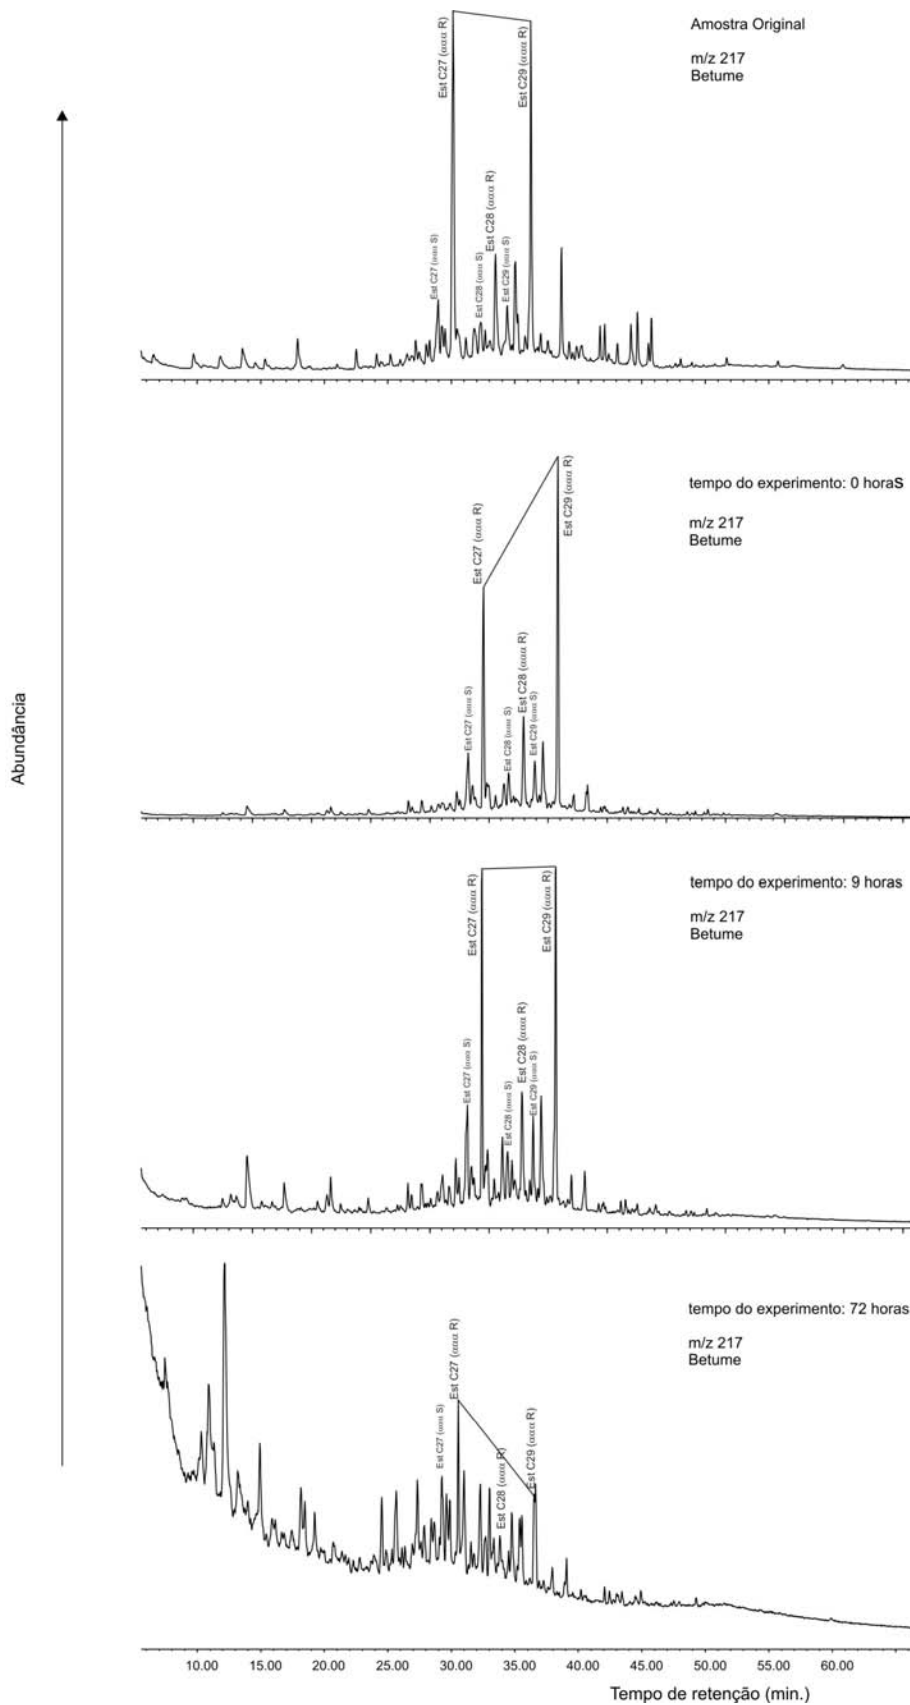 Amostra Original
m/z 217
Betume
Est C27 (ααα S)
Est C27 (ααα R)
Est C28 (ααα S)
Est C28 (ααα R)
Est C29 (ααα S)
Est C29 (ααα R)
tempo do experimento: 0 horas
m/z 217
Betume
Est C27 (ααα S)
Est C27 (ααα R)
Est C28 (ααα S)
Est C28 (ααα R)
Est C29 (ααα S)
Est C29 (ααα R)
Abundância
tempo do experimento: 9 horas
m/z 217
Betume
Est C27 (ααα S)
Est C27 (ααα R)
Est C28 (ααα S)
Est C28 (ααα R)
Est C29 (ααα S)
Est C29 (ααα R)
tempo do experimento: 72 horas
m/z 217
Betume
Est C27 (ααα S)
Est C27 (ααα R)
Est C28 (ααα R)
Est C29 (ααα R)
10.00 15.00 20.00 25.00 30.00 35.00 40.00 45.00 50.00 55.00 60.00
Tempo de retenção (min.)